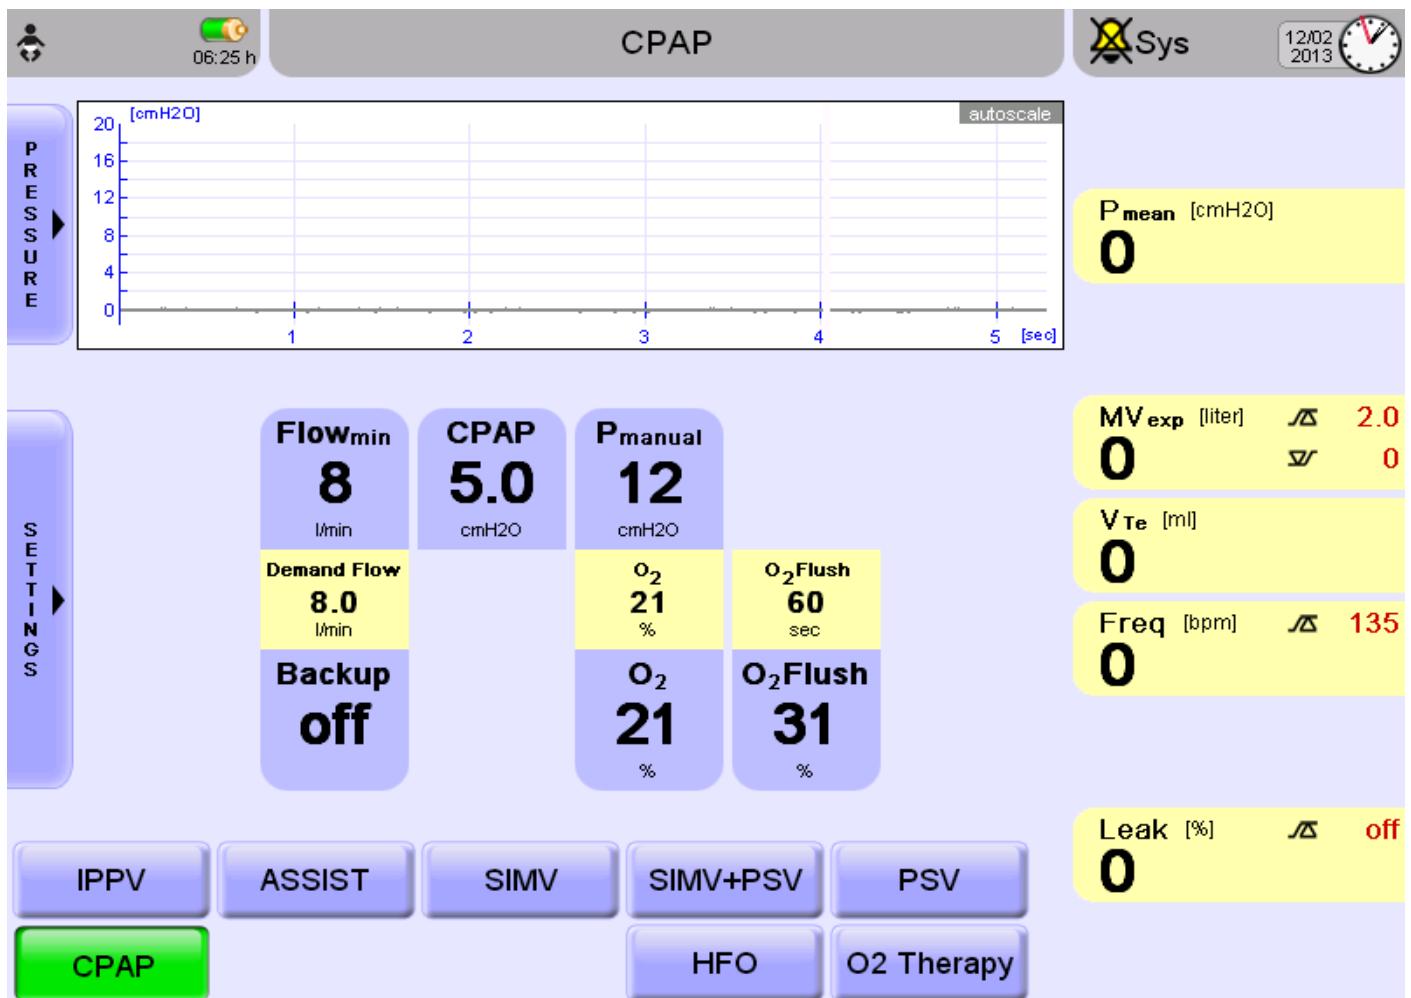 06:25 h
CPAP
Sys
12/02
2013
PRESSURE
[cmH2O]
autoscale
20
16
12
8
4
0
1 2 3 4 5 [sec]
Pmean [cmH2O]
0
SETTINGS
Flowmin
8
l/min
CPAP
5.0
cmH2O
Pmanual
12
cmH2O
Demand Flow
8.0
l/min
O2
21
%
O2Flush
60
sec
Backup
off
O2
21
%
O2Flush
31
%
MVexp [liter] 2.0
0 0
VTe [ml]
0
Freq [bpm] 135
0
Leak [%] off
0
IPPV ASSIST SIMV SIMV+PSV PSV
CPAP HFO O2 Therapy